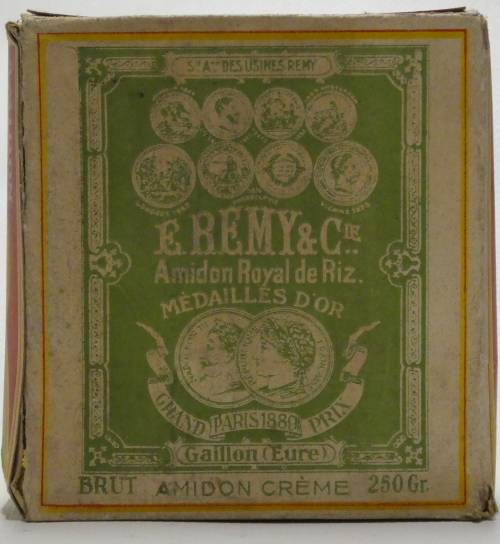 Sté Ame DES USINES REMY
E. REMY & CIE
Amidon Royal de Riz.
MÉDAILLES D'OR
GRAND PARIS 1889 PRIX
Gaillon (Eure)
BRUT AMIDON CRÈME 250 Gr.